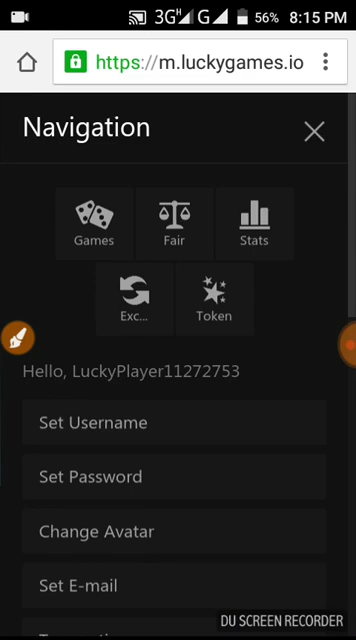 3G H G 56% 8:15 PM
https://m.luckygames.io
Navigation
Games Fair Stats
Exc... Token
Hello, LuckyPlayer11272753
Set Username
Set Password
Change Avatar
Set E-mail
DU SCREEN RECORDER